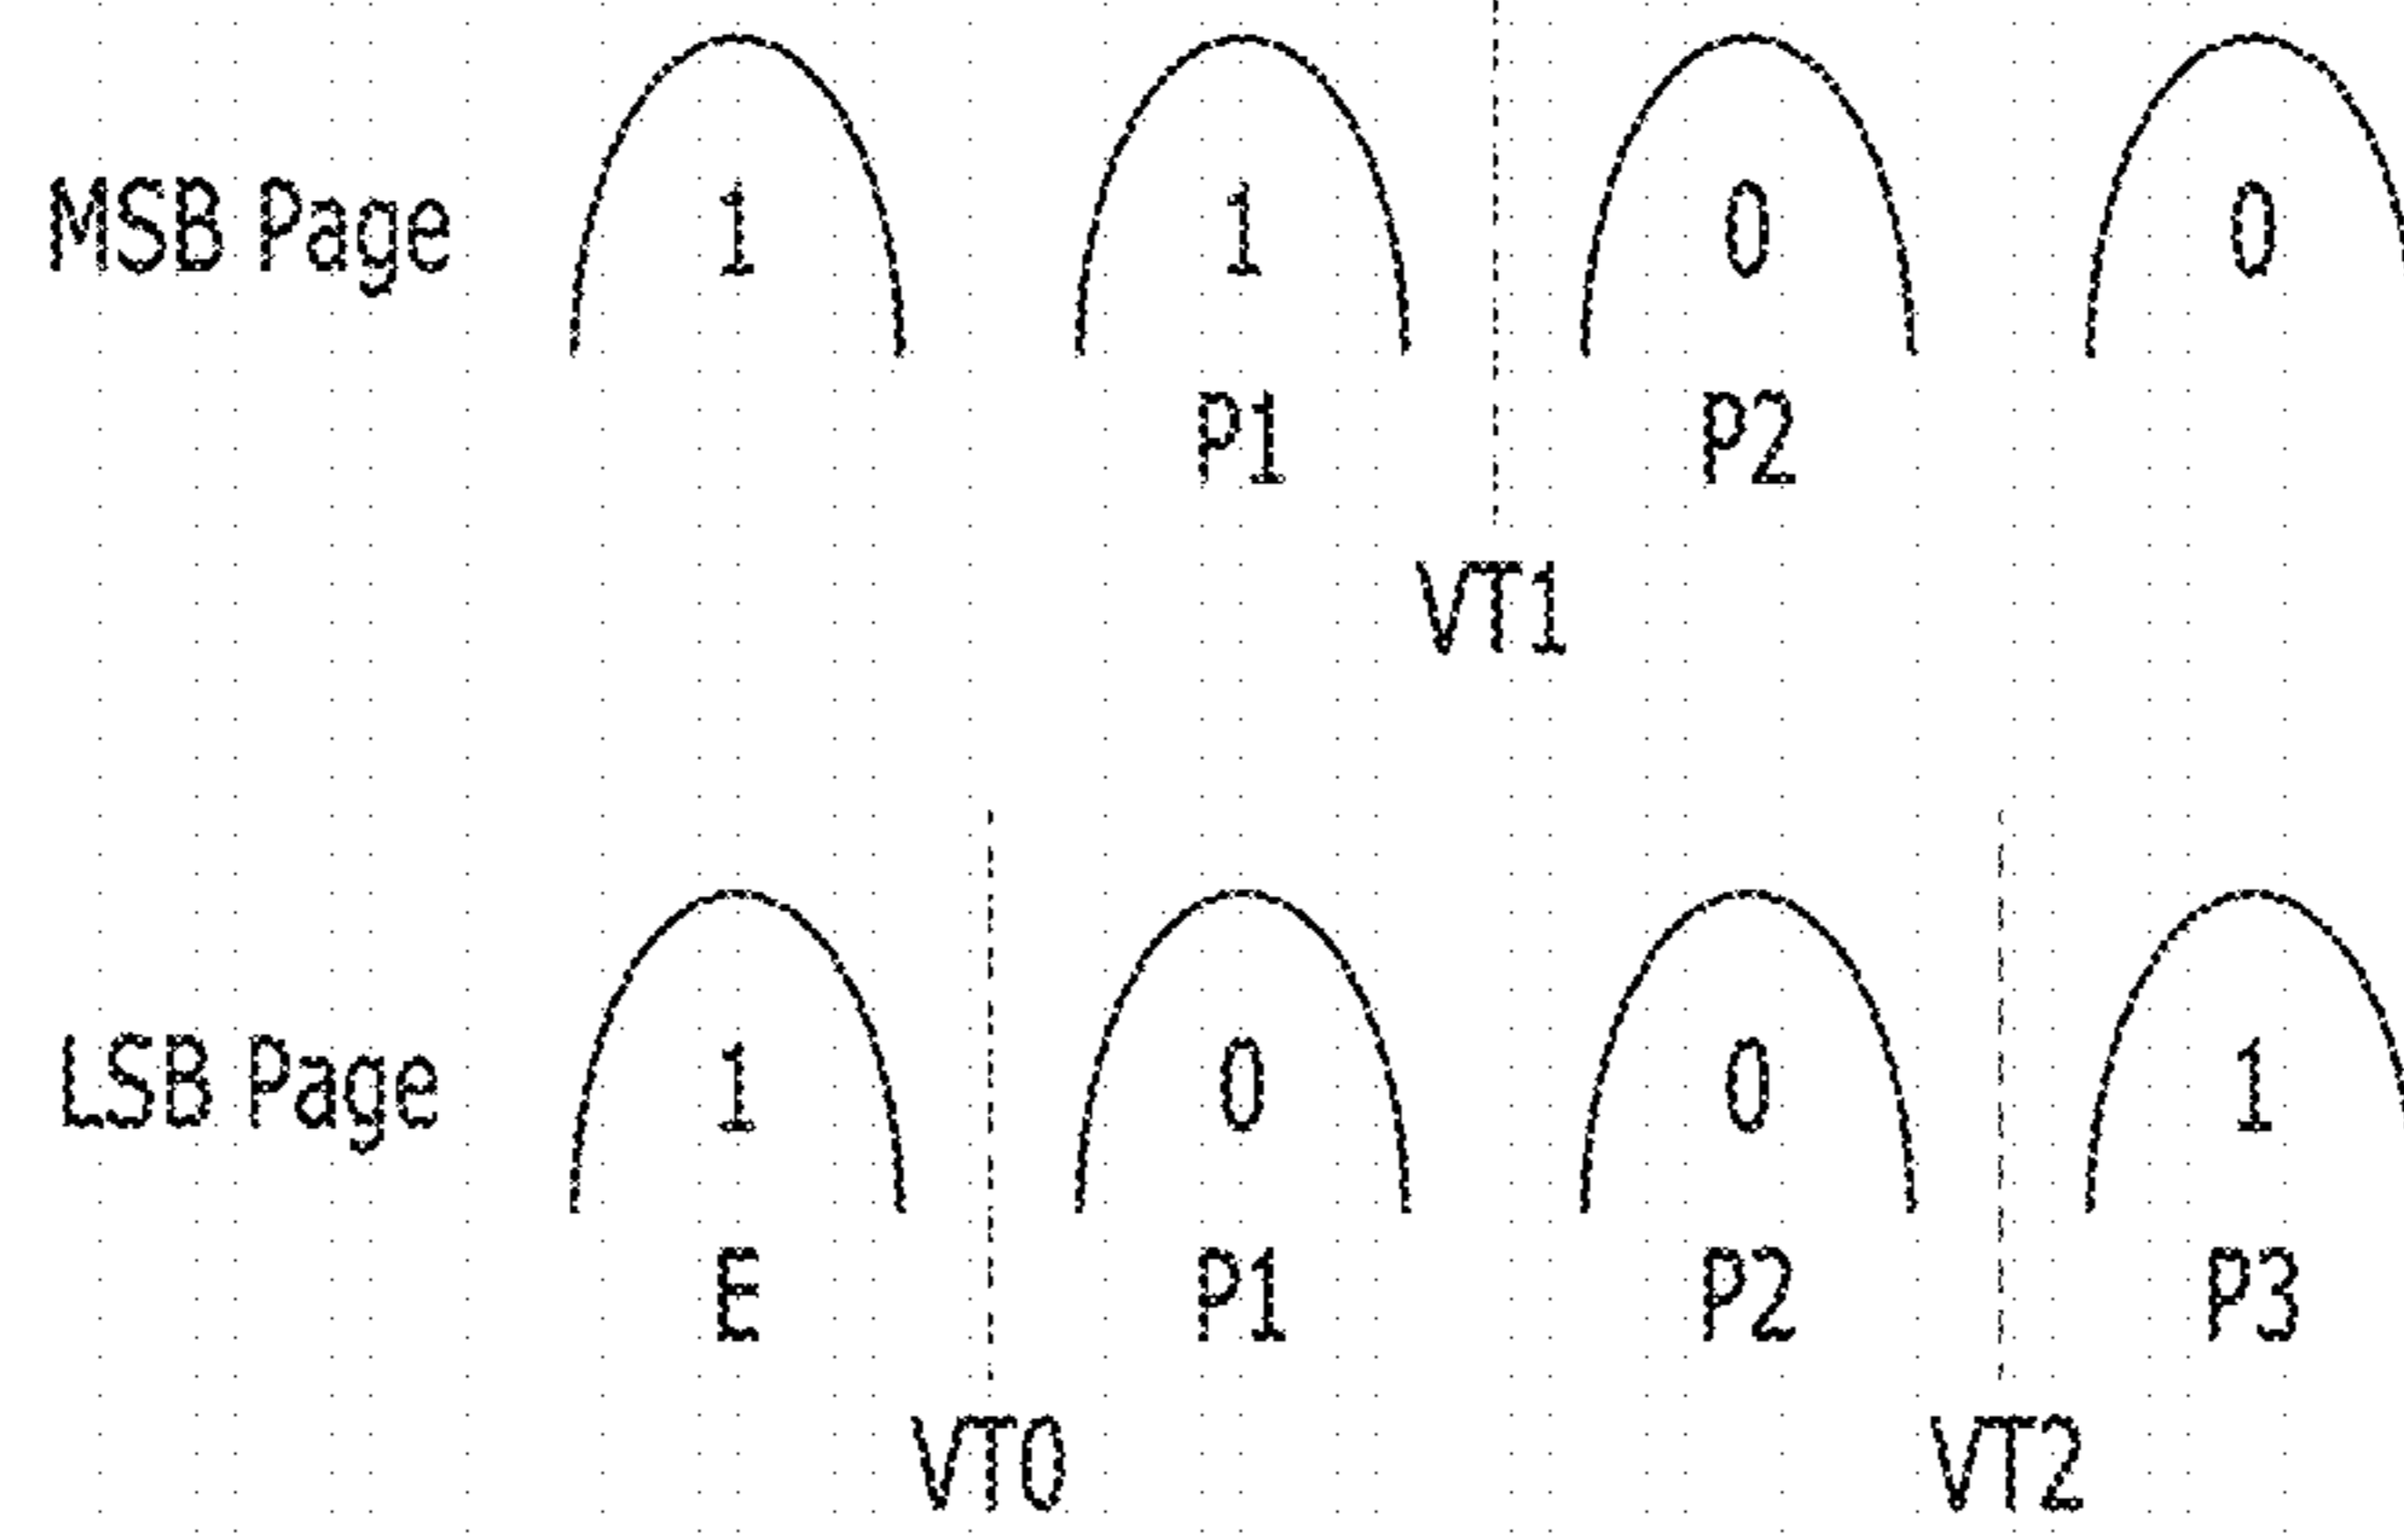 MSB Page 1 1 0 0
P1 P2
VT1
LSB Page 1 0 0 1
E P1 P2 P3
VT0 VT2